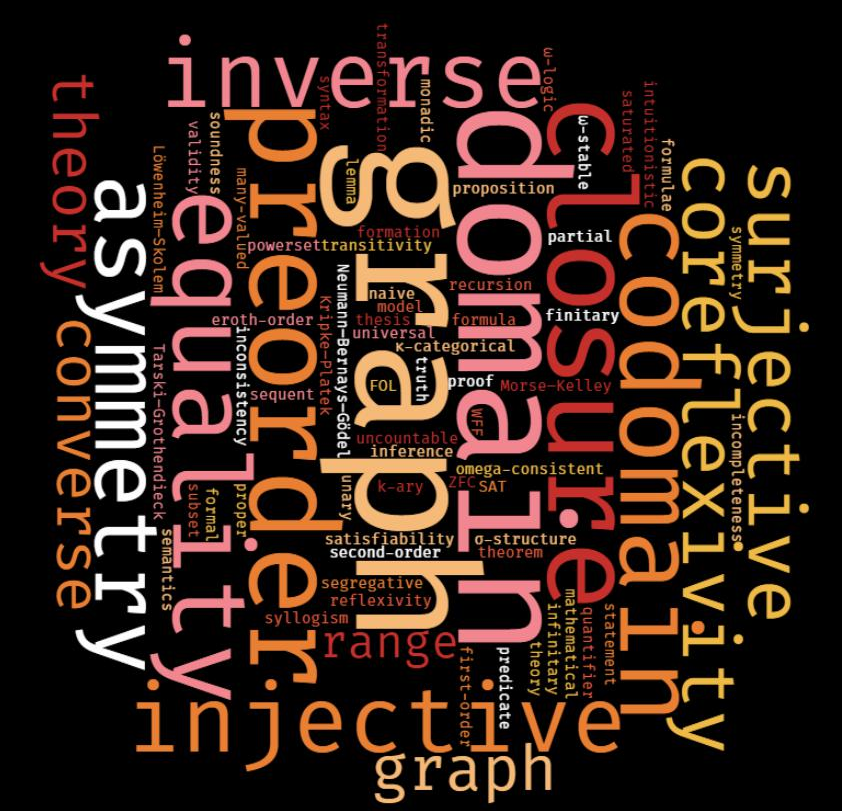 inverse
transformation
ω-logic
syntax
monadic
theory
validity
soundness
preorder
graph
domain
closure
ω-stable
saturated
intuitionistic
formulae
Löwenheim-Skolem
many-valued
lemma
proposition
asymmetry
equality
codomain
coreflexivity
surjective
symmetry
formation
partial
powerset
transitivity
Neumann-Bernays-Gödel
recursion
naive
model
Kripke-Platek
eroth-order
thesis
formula
finitary
universal
inconsistency
κ-categorical
converse
Tarski-Grothendieck
truth
FOL
proof
Morse-Kelley
sequent
WFF
incompleteness
uncountable
inference
omega-consistent
unary
k-ary
ZFC
SAT
subset
formal
proper
satisfiability
σ-structure
semantics
second-order
theorem
segregative
reflexivity
syllogism
mathematical
infinitary
quantifier
statement
range
first-order
predicate
theory
injective
graph